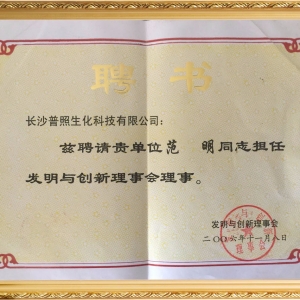 聘书
长沙普照生化科技有限公司：
兹聘请贵单位范 明同志担任
发明与创新理事会理事。
发明与创新理事会
二〇〇六年十一月八日